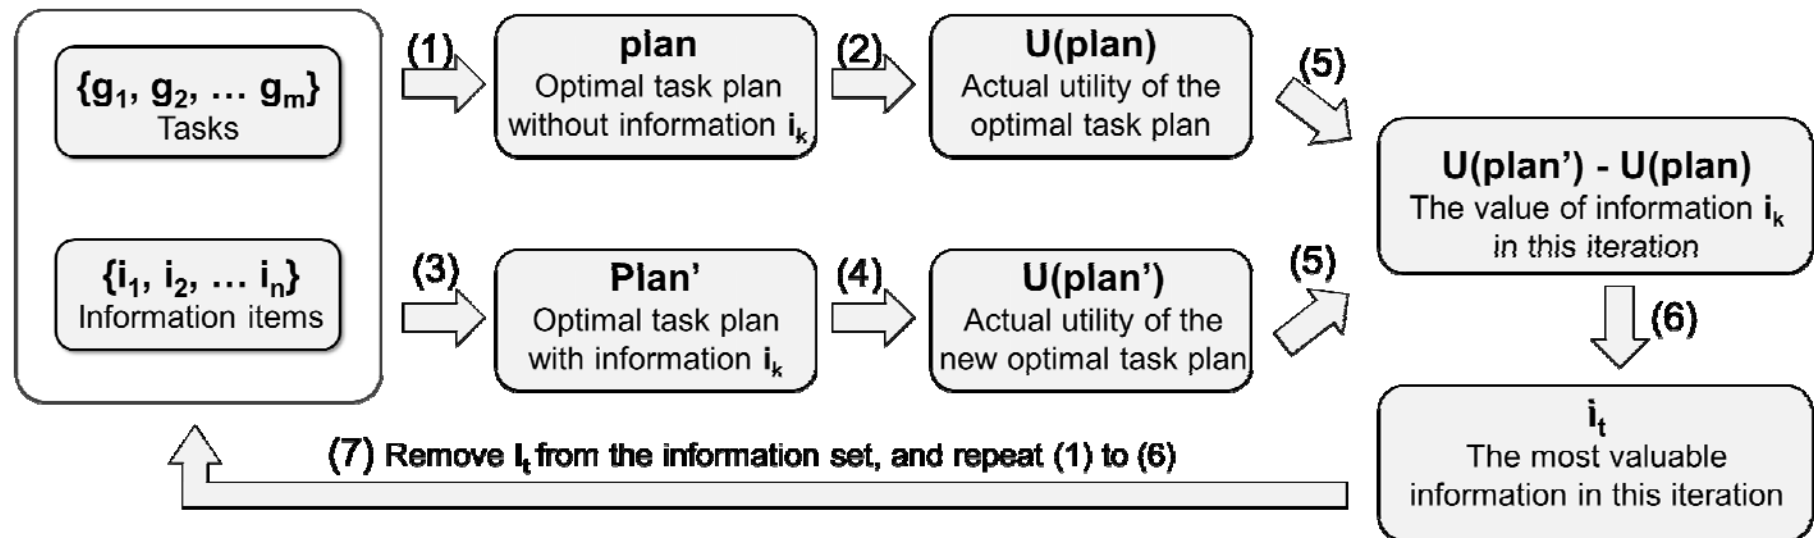 {g₁, g₂, ... gₘ}
Tasks
{i₁, i₂, ... iₙ}
Information items
(1)
plan
Optimal task plan
without information iₖ
(2)
U(plan)
Actual utility of the
optimal task plan
(5)
(3)
Plan’
Optimal task plan
with information iₖ
(4)
U(plan’)
Actual utility of the
new optimal task plan
(5)
U(plan’) - U(plan)
The value of information iₖ
in this iteration
(6)
iₜ
The most valuable
information in this iteration
(7) Remove Iₜ from the information set, and repeat (1) to (6)